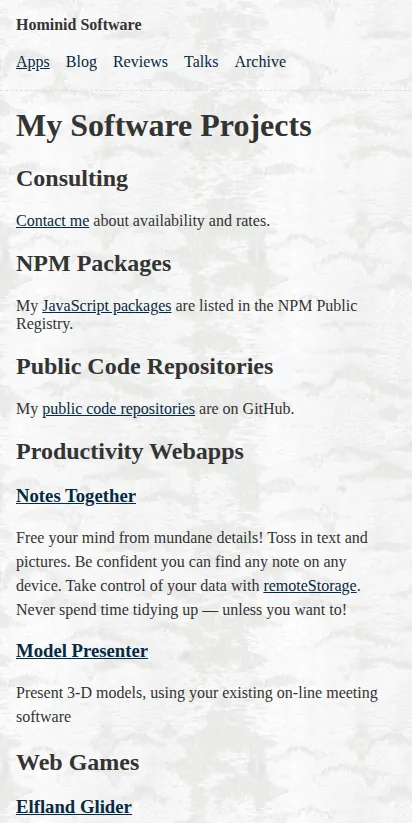 Hominid Software
Apps Blog Reviews Talks Archive
My Software Projects
Consulting
Contact me about availability and rates.
NPM Packages
My JavaScript packages are listed in the NPM Public
Registry.
Public Code Repositories
My public code repositories are on GitHub.
Productivity Webapps
Notes Together
Free your mind from mundane details! Toss in text and
pictures. Be confident you can find any note on any
device. Take control of your data with remoteStorage.
Never spend time tidying up — unless you want to!
Model Presenter
Present 3-D models, using your existing on-line meeting
software
Web Games
Elfland Glider